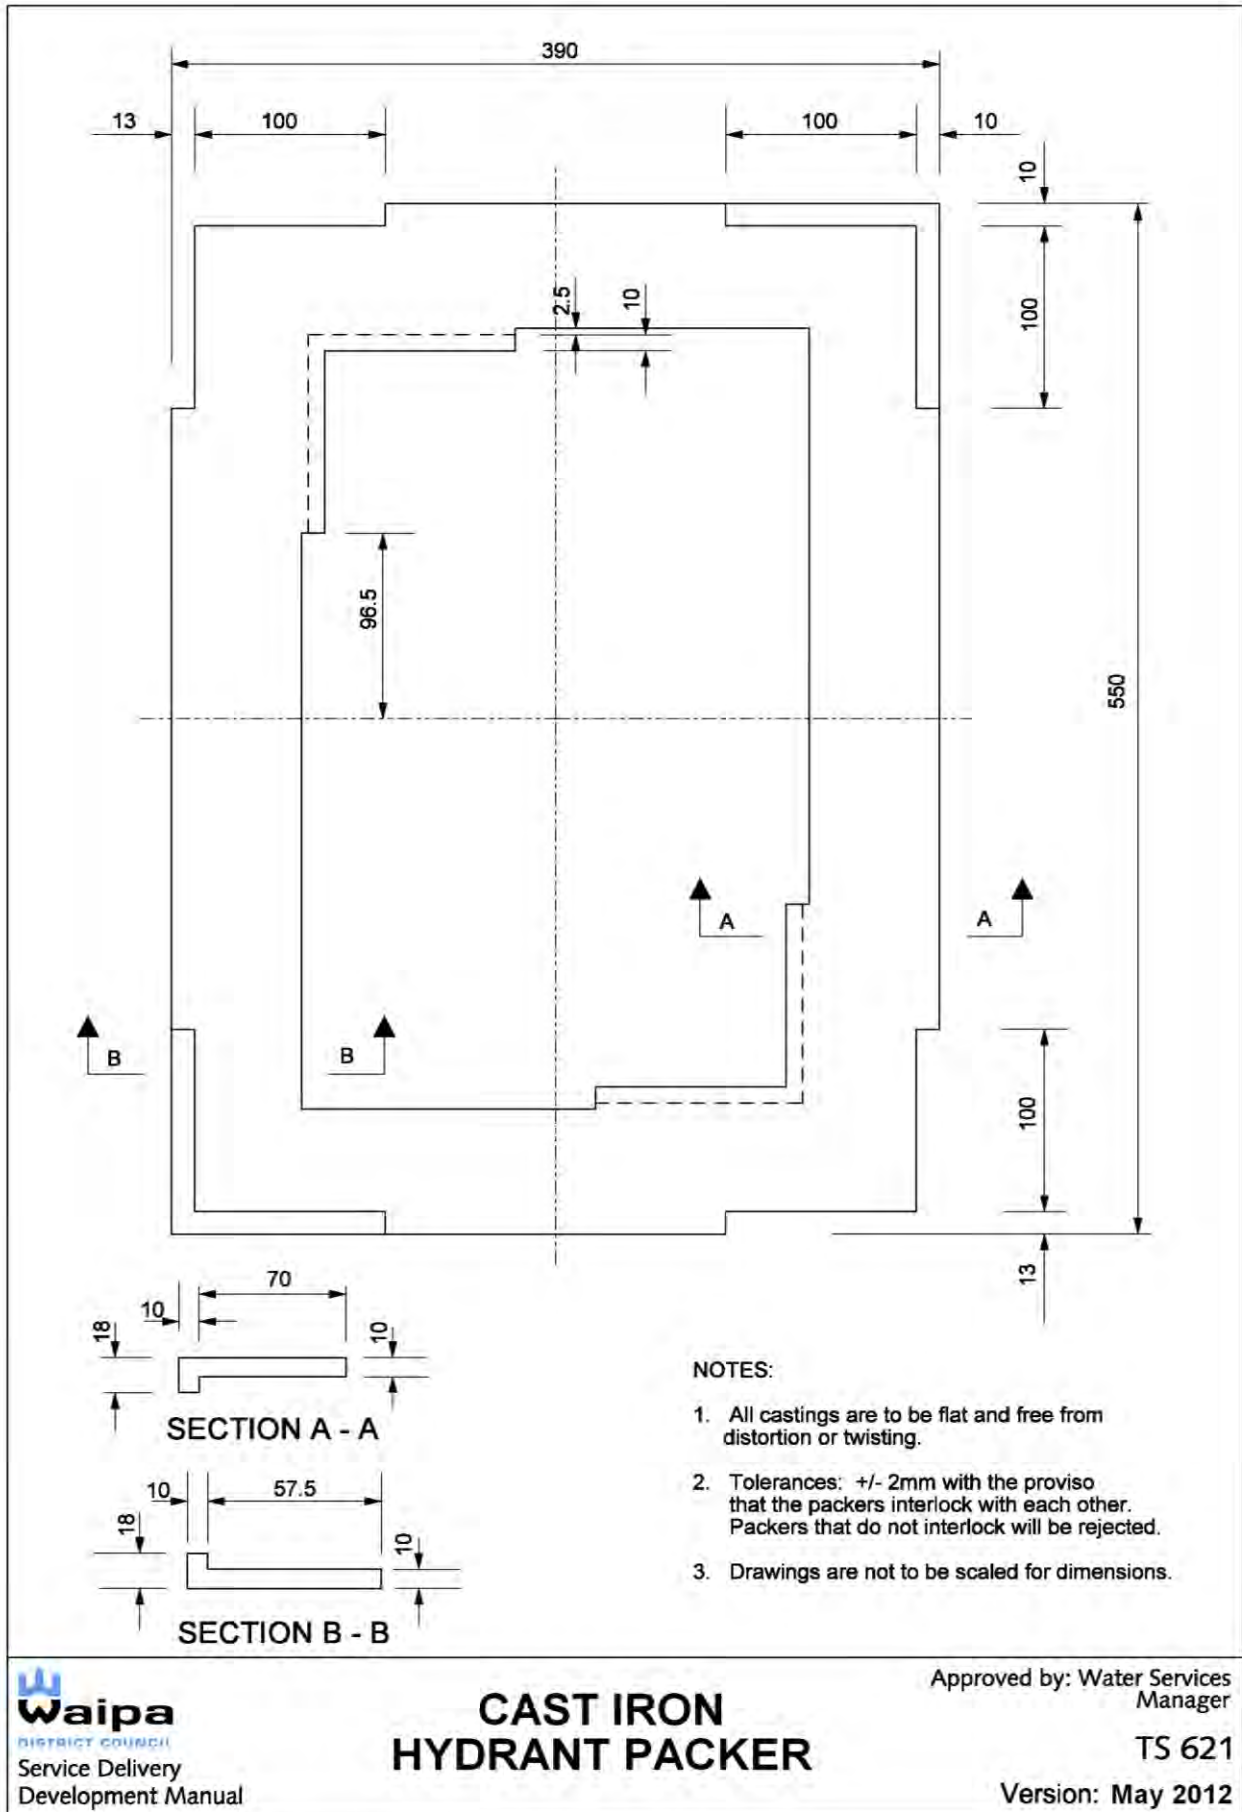 390
13
100
100
10
10
2.5
10
100
96.5
550
A
A
B
B
100
13
70
10
18
10
SECTION A - A
10
57.5
18
10
SECTION B - B
NOTES:
1. All castings are to be flat and free from
distortion or twisting.
2. Tolerances: +/- 2mm with the proviso
that the packers interlock with each other.
Packers that do not interlock will be rejected.
3. Drawings are not to be scaled for dimensions.
Waipa
DISTRICT COUNCIL
Service Delivery
Development Manual
CAST IRON
HYDRANT PACKER
Approved by: Water Services
Manager
TS 621
Version: May 2012